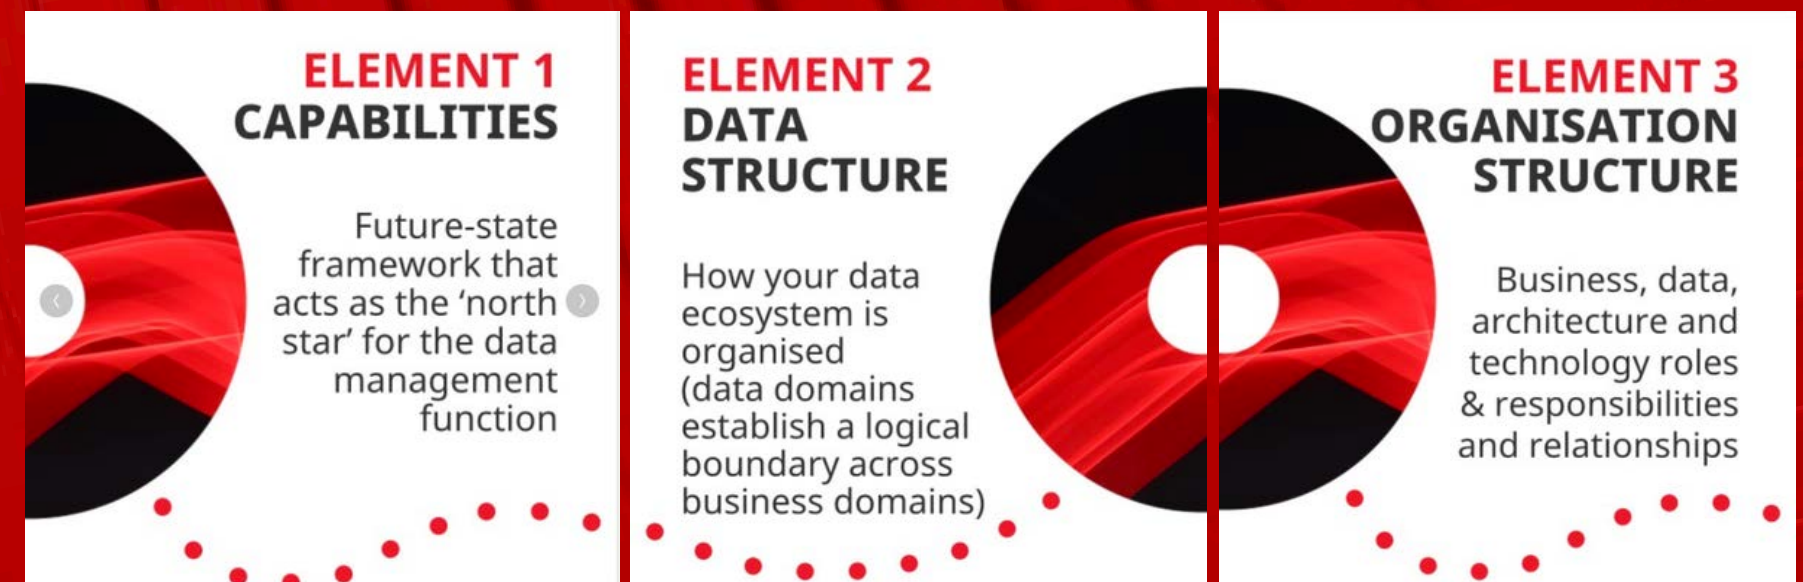 ELEMENT 1
CAPABILITIES
Future-state
framework that
acts as the ‘north
star’ for the data
management
function
ELEMENT 2
DATA
STRUCTURE
How your data
ecosystem is
organised
(data domains
establish a logical
boundary across
business domains)
ELEMENT 3
ORGANISATION
STRUCTURE
Business, data,
architecture and
technology roles
& responsibilities
and relationships